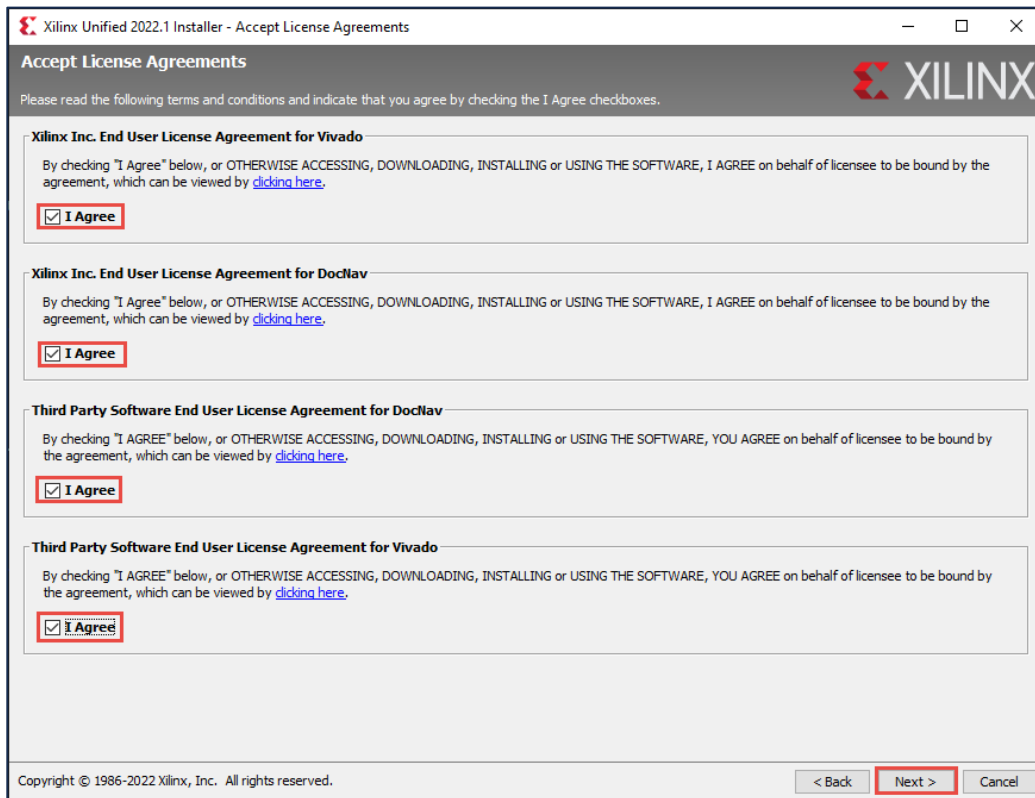 Xilinx Unified 2022.1 Installer - Accept License Agreements
Accept License Agreements
Please read the following terms and conditions and indicate that you agree by checking the I Agree checkboxes.
XILINX
Xilinx Inc. End User License Agreement for Vivado
By checking "I Agree" below, or OTHERWISE ACCESSING, DOWNLOADING, INSTALLING or USING THE SOFTWARE, I AGREE on behalf of licensee to be bound by the
agreement, which can be viewed by clicking here.
I Agree
Xilinx Inc. End User License Agreement for DocNav
By checking "I Agree" below, or OTHERWISE ACCESSING, DOWNLOADING, INSTALLING or USING THE SOFTWARE, I AGREE on behalf of licensee to be bound by the
agreement, which can be viewed by clicking here.
I Agree
Third Party Software End User License Agreement for DocNav
By checking "I AGREE" below, or OTHERWISE ACCESSING, DOWNLOADING, INSTALLING or USING THE SOFTWARE, YOU AGREE on behalf of licensee to be bound by
the agreement, which can be viewed by clicking here.
I Agree
Third Party Software End User License Agreement for Vivado
By checking "I AGREE" below, or OTHERWISE ACCESSING, DOWNLOADING, INSTALLING or USING THE SOFTWARE, YOU AGREE on behalf of licensee to be bound by
the agreement, which can be viewed by clicking here.
I Agree
Copyright © 1986-2022 Xilinx, Inc. All rights reserved.
< Back
Next >
Cancel